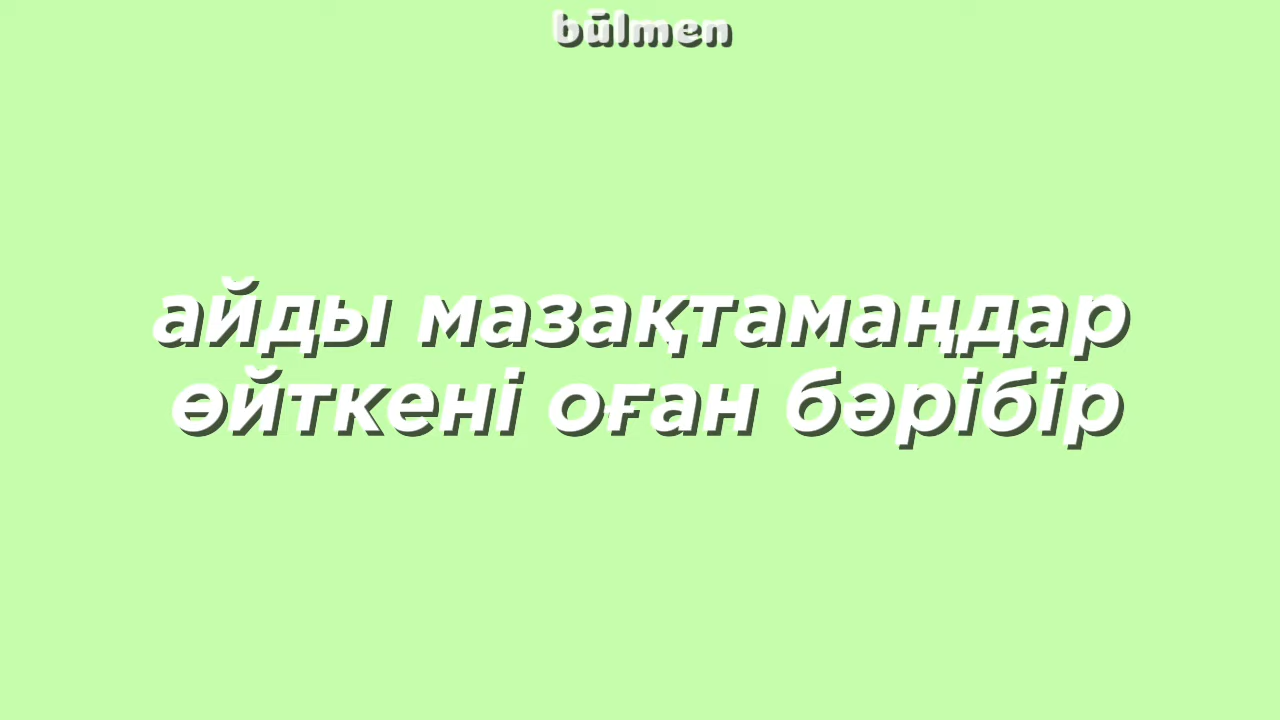 būlmen
айды мазақтамаңдар
өйткені оған бәрібір